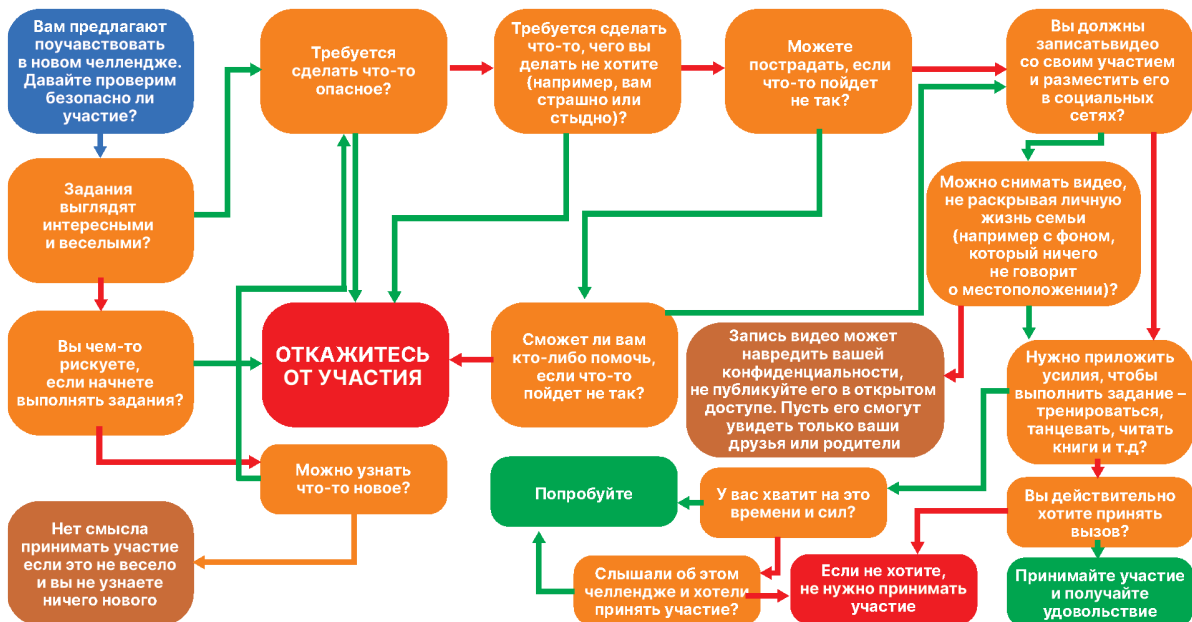 Вам предлагают
поучавствовать
в новом челлендже.
Давайте проверим
безопасно ли
участие?
Требуется
сделать что-то
опасное?
Требуется сделать
что-то, чего вы
делать не хотите
(например, вам
страшно или
стыдно)?
Можете
пострадать, если
что-то пойдет
не так?
Вы должны
записатьвидео
со своим участием
и разместить его
в социальных
сетях?
Задания
выглядят
интересными
и веселыми?
Можно снимать видео,
не раскрывая личную
жизнь семьи
(например с фоном,
который ничего
не говорит
о местоположении)?
Вы чем-то
рискуете,
если начнете
выполнять задания?
ОТКАЖИТЕСЬ
ОТ УЧАСТИЯ
Сможет ли вам
кто-либо помочь,
если что-то
пойдет не так?
Запись видео может
навредить вашей
конфиденциальности,
не публикуйте его в открытом
доступе. Пусть его смогут
увидеть только ваши
друзья или родители
Нужно приложить
усилия, чтобы
выполнить задание –
тренироваться,
танцевать, читать
книги и т.д?
Можно узнать
что-то новое?
Попробуйте
У вас хватит на это
времени и сил?
Вы действительно
хотите принять
вызов?
Нет смысла
принимать участие
если это не весело
и вы не узнаете
ничего нового
Слышали об этом
челлендже и хотели
принять участие?
Если не хотите,
не нужно принимать
участие
Принимайте участие
и получайте
удовольствие